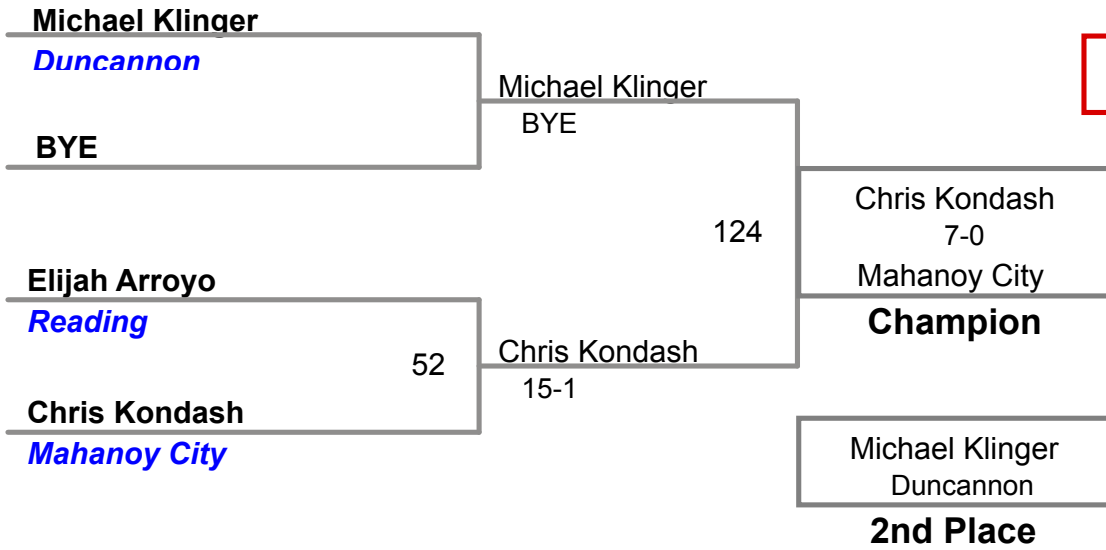 Michael Klinger
Duncannon
BYE
Michael Klinger
BYE
Elijah Arroyo
Reading
52
Chris Kondash
Mahanoy City
Chris Kondash
15-1
124
Chris Kondash
7-0
Mahanoy City
Champion
Michael Klinger
Duncannon
2nd Place